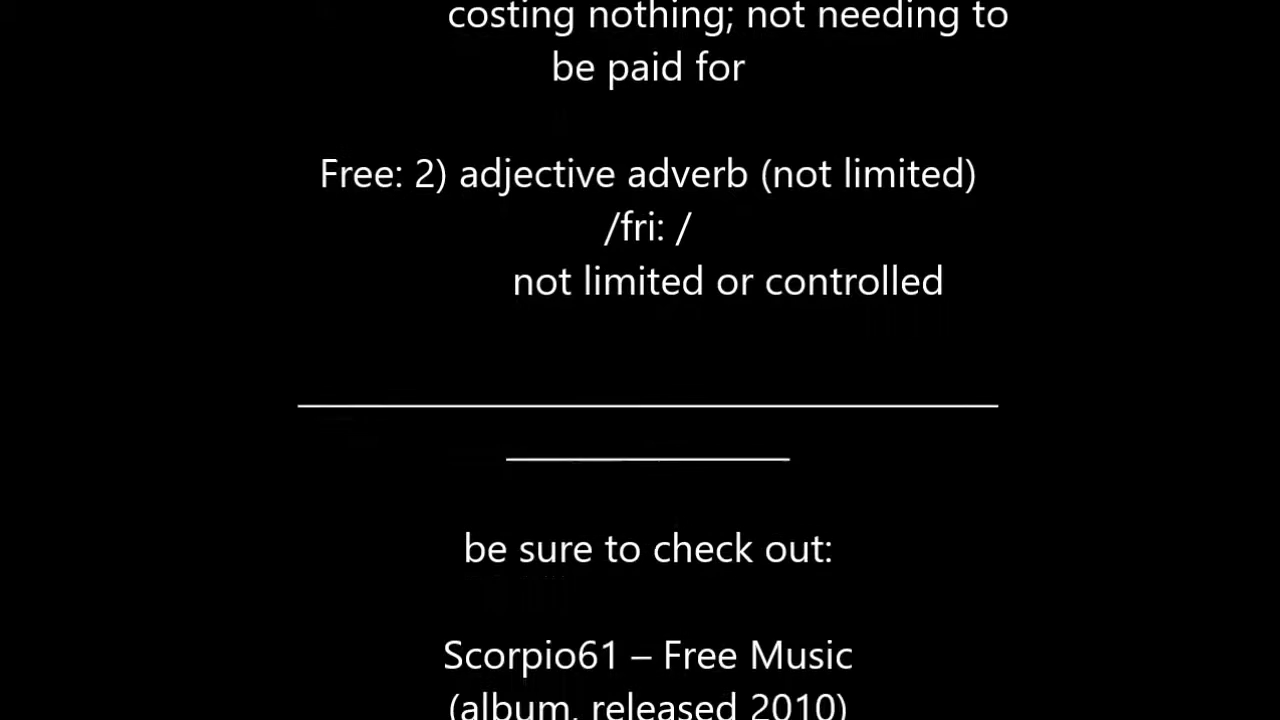 costing nothing; not needing to
be paid for
Free: 2) adjective adverb (not limited)
/fri: /
not limited or controlled
be sure to check out:
Scorpio61 – Free Music
(album, released 2010)